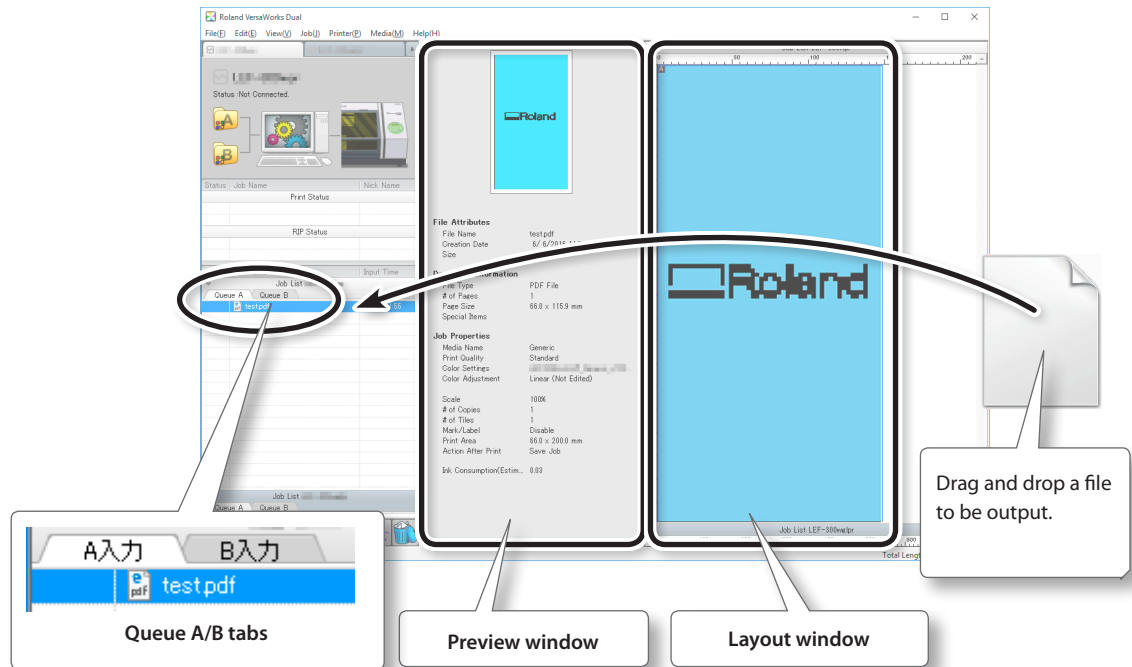 Roland VersaWorks Dual
File(F) Edit(E) View(V) Job(J) Printer(P) Media(M) Help(H)
Status :Not Connected.
A
B
Status Job Name Nick Name
Print Status
RIP Status
Input Time
Job List
Queue A Queue B
test.pdf
Job List
Queue A Queue B
Roland
File Attributes
File Name test.pdf
Creation Date
Size
File Type PDF File
# of Pages 1
Page Size 66.0 x 115.9 mm
Special Items
Job Properties
Media Name Generic
Print Quality Standard
Color Settings
Color Adjustment Linear (Not Edited)
Scale 100%
# of Copies 1
# of Tiles 1
Mark/Label Disable
Print Area 66.0 x 200.0 mm
Action After Print Save Job
Ink Consumption(Estim... 0.03
0 50 100 200
A
Roland
Job List LEF-300welpr
Drag and drop a file
to be output.
A入力 B入力
test.pdf
Queue A/B tabs
Preview window
Layout window